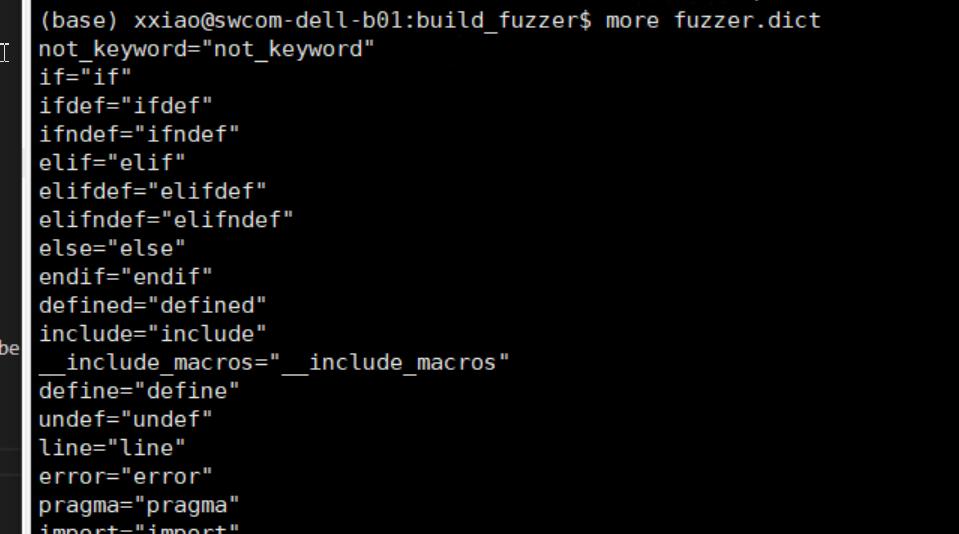 (base) xxiao@swcom-dell-b01:build_fuzzer$ more fuzzer.dict
not_keyword="not_keyword"
if="if"
ifdef="ifdef"
ifndef="ifndef"
elif="elif"
elifdef="elifdef"
elifndef="elifndef"
else="else"
endif="endif"
defined="defined"
include="include"
be
__include_macros="__include_macros"
define="define"
undef="undef"
line="line"
error="error"
pragma="pragma"
import="import"